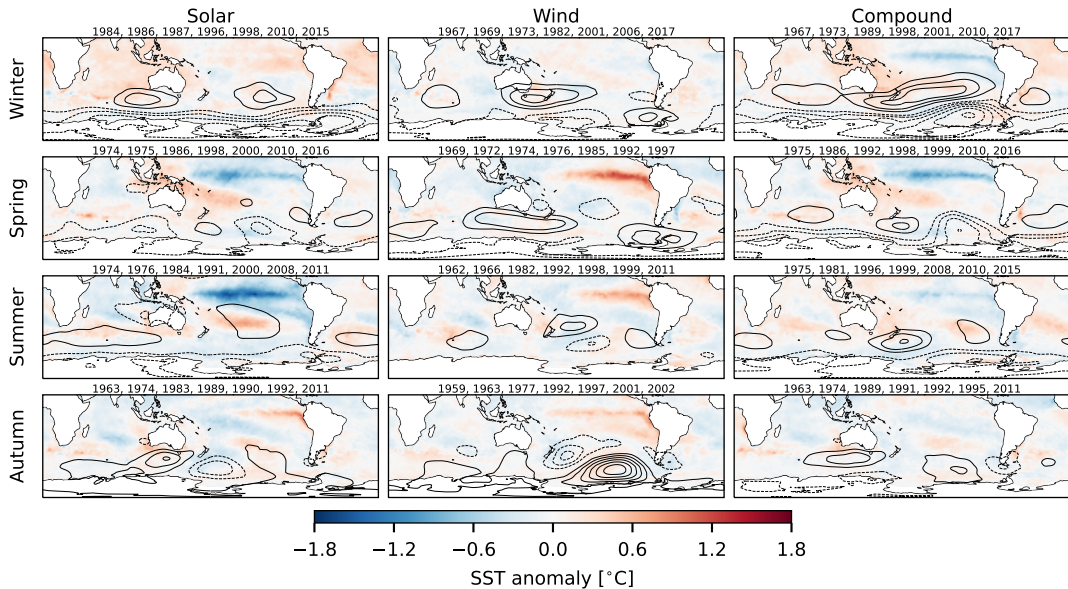 Solar Wind Compound
1984, 1986, 1987, 1996, 1998, 2010, 2015
1967, 1969, 1973, 1982, 2001, 2006, 2017
1967, 1973, 1989, 1998, 2001, 2010, 2017
Winter
1974, 1975, 1986, 1998, 2000, 2010, 2016
1969, 1972, 1974, 1976, 1985, 1992, 1997
1975, 1986, 1992, 1998, 1999, 2010, 2016
Spring
1974, 1976, 1984, 1991, 2000, 2008, 2011
1962, 1966, 1982, 1992, 1998, 1999, 2011
1975, 1981, 1996, 1999, 2008, 2010, 2015
Summer
1963, 1974, 1983, 1989, 1990, 1992, 2011
1959, 1963, 1977, 1992, 1997, 2001, 2002
1963, 1974, 1989, 1991, 1992, 1995, 2011
Autumn
−1.8 −1.2 −0.6 0.0 0.6 1.2 1.8
SST anomaly [°C]